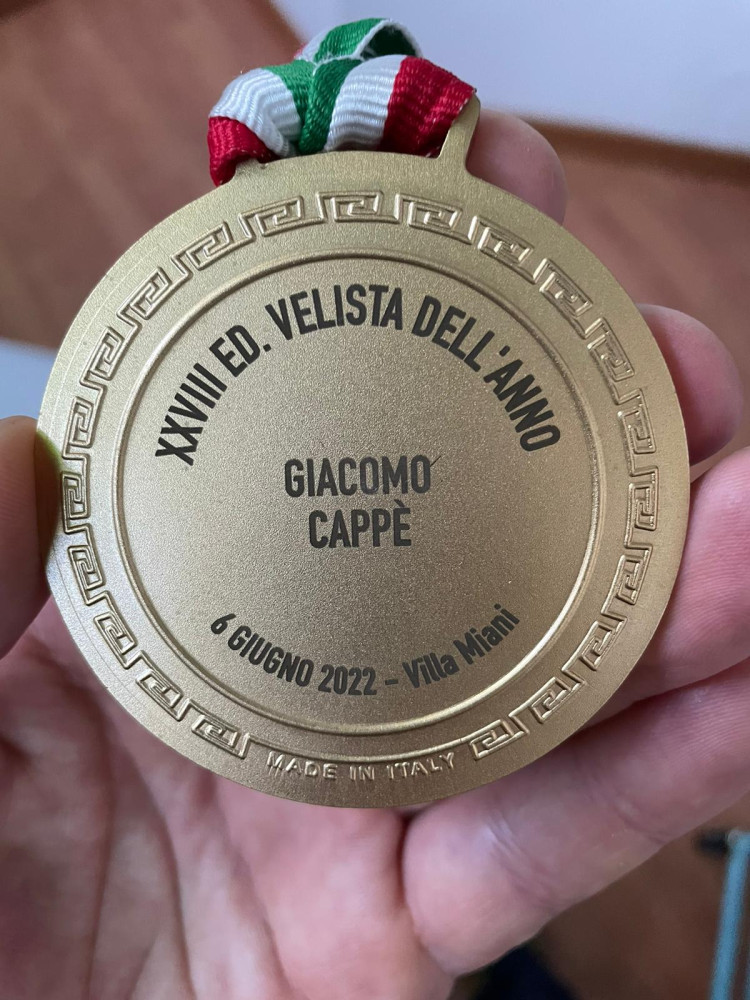 XXVIII ED. VELISTA DELL'ANNO
GIACOMO
CAPPÈ
6 GIUGNO 2022 - Villa Miani
MADE IN ITALY